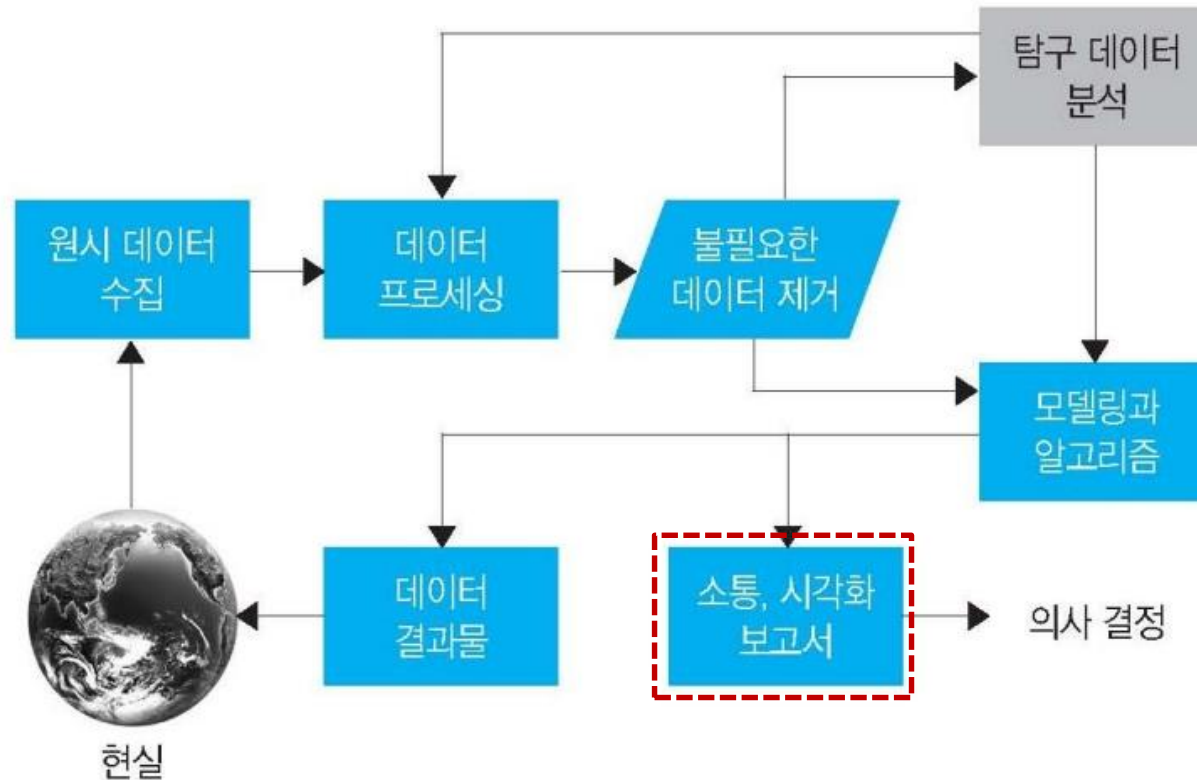 탐구 데이터
분석
원시 데이터
수집
데이터
프로세싱
불필요한
데이터 제거
모델링과
알고리즘
데이터
결과물
소통, 시각화
보고서
의사 결정
현실